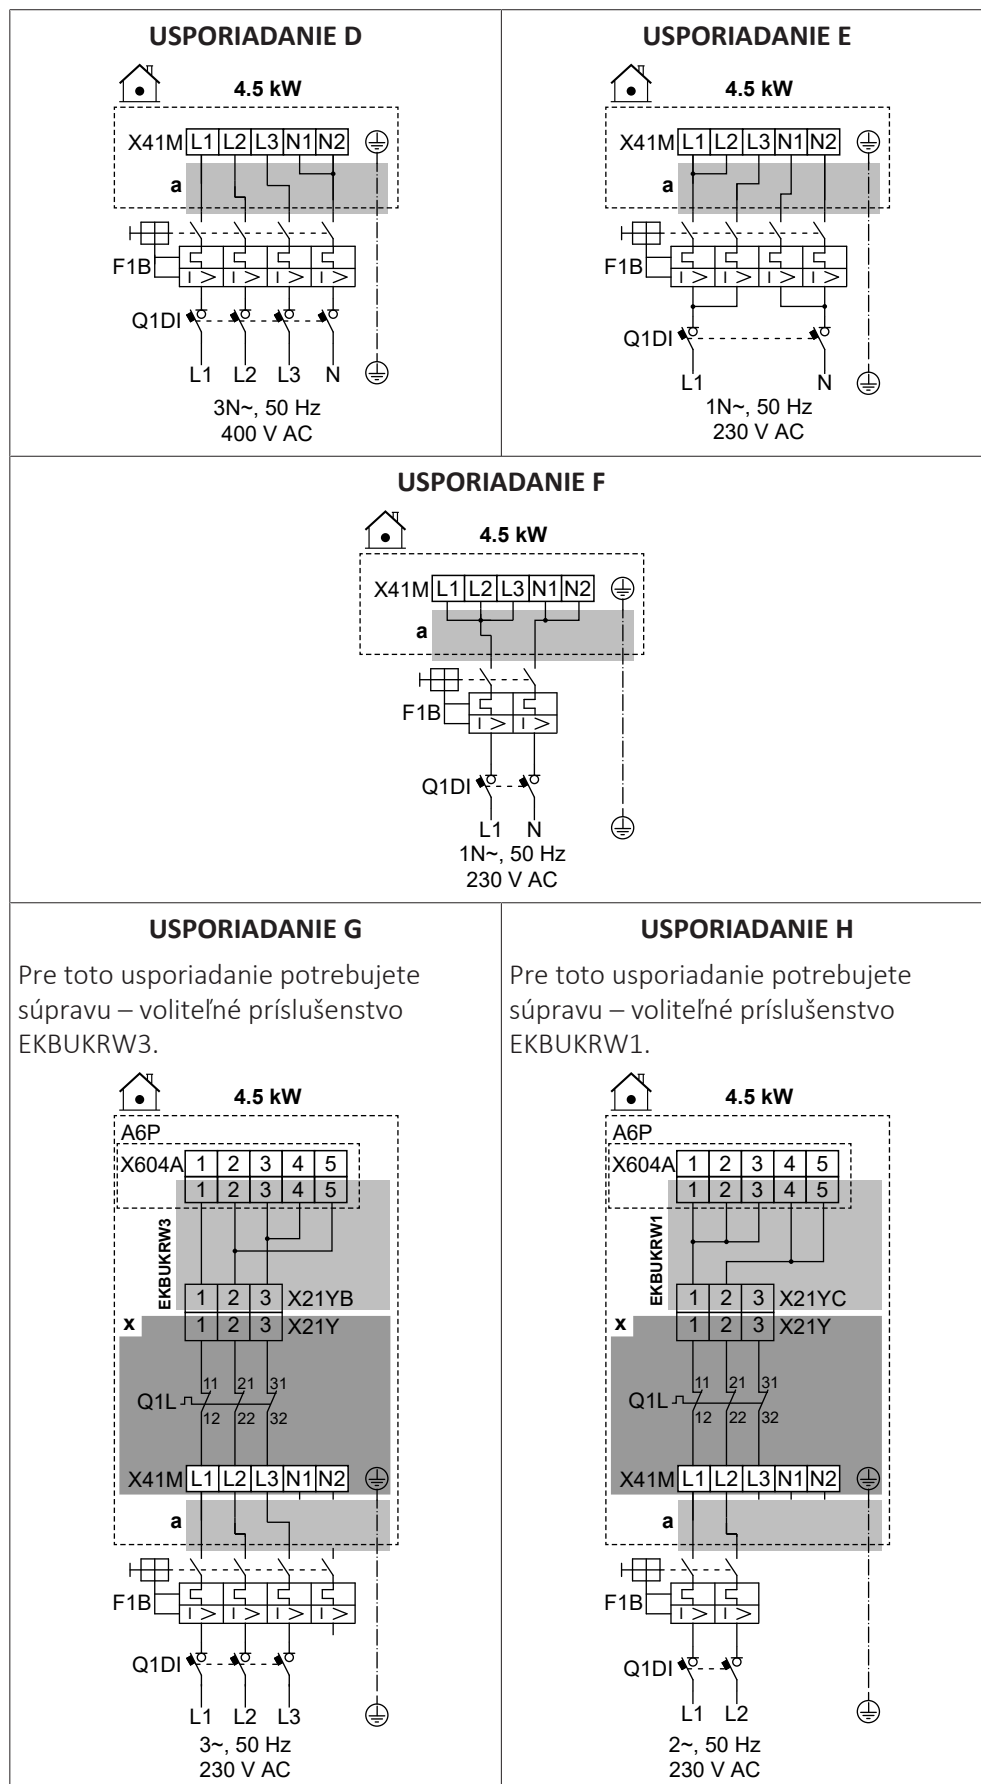 USPORIADANIE D
4.5 kW
X41M L1 L2 L3 N1 N2
a
F1B
I > I > I > I >
Q1DI
L1 L2 L3 N
3N~, 50 Hz
400 V AC
USPORIADANIE E
4.5 kW
X41M L1 L2 L3 N1 N2
a
F1B
I > I > I > I >
Q1DI
L1 N
1N~, 50 Hz
230 V AC
USPORIADANIE F
4.5 kW
X41M L1 L2 L3 N1 N2
a
F1B
I > I >
Q1DI
L1 N
1N~, 50 Hz
230 V AC
USPORIADANIE G
Pre toto usporiadanie potrebujete
súpravu – voliteľné príslušenstvo
EKBUKRW3.
4.5 kW
A6P
X604A 1 2 3 4 5
1 2 3 4 5
EKBUKRW3
1 2 3 X21YB
x 1 2 3 X21Y
11 21 31
Q1L
12 22 32
X41M L1 L2 L3 N1 N2
a
F1B
I > I > I > I >
Q1DI
L1 L2 L3
3~, 50 Hz
230 V AC
USPORIADANIE H
Pre toto usporiadanie potrebujete
súpravu – voliteľné príslušenstvo
EKBUKRW1.
4.5 kW
A6P
X604A 1 2 3 4 5
1 2 3 4 5
EKBUKRW1
1 2 3 X21YC
x 1 2 3 X21Y
11 21 31
Q1L
12 22 32
X41M L1 L2 L3 N1 N2
a
F1B
I > I >
Q1DI
L1 L2
2~, 50 Hz
230 V AC